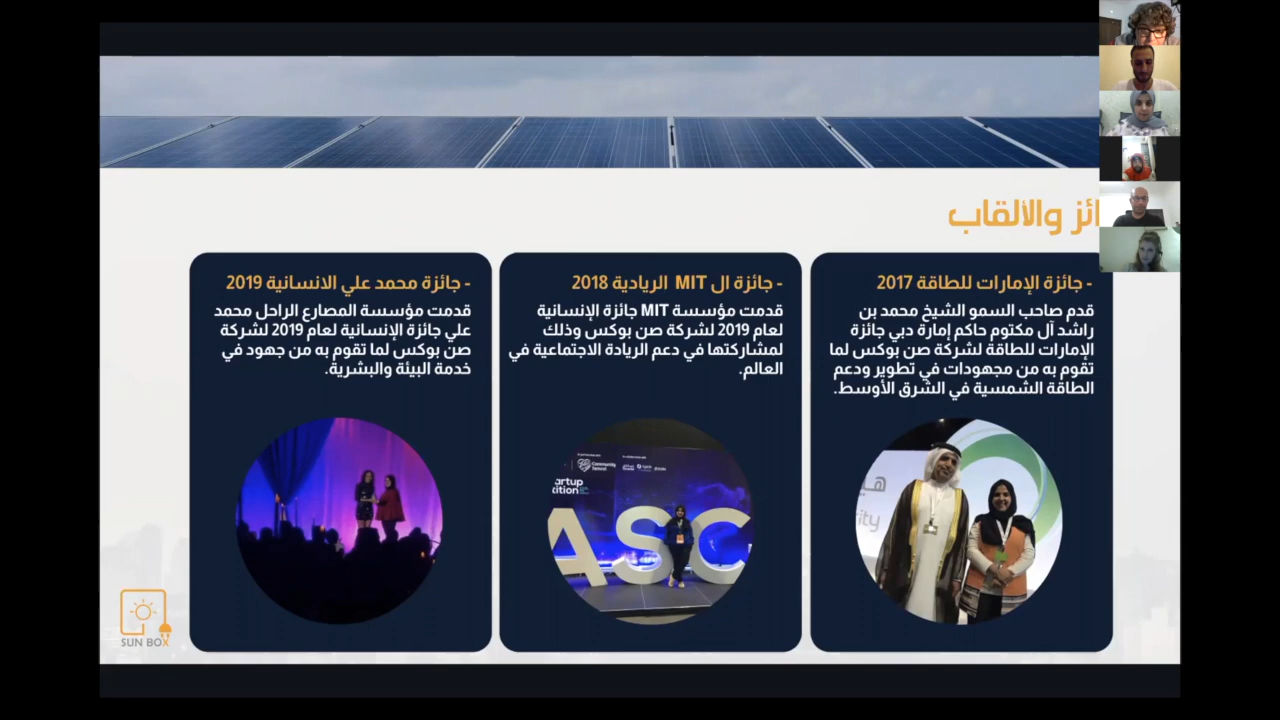 ائز والألقاب
- جائزة الإمارات للطاقة 2017
قدم صاحب السمو الشيخ محمد بن
راشد آل مكتوم حاكم إمارة دبي جائزة
الإمارات للطاقة لشركة صن بوكس لما
تقوم به من مجهودات في تطوير ودعم
الطاقة الشمسية في الشرق الأوسط.
- جائزة ال MIT الريادية 2018
قدمت مؤسسة MIT جائزة الإنسانية
لعام 2019 لشركة صن بوكس وذلك
لمشاركتها في دعم الريادة الاجتماعية في
العالم.
- جائزة محمد علي الانسانية 2019
قدمت مؤسسة المصارع الراحل محمد
علي جائزة الإنسانية لعام 2019 لشركة
صن بوكس لما تقوم به من جهود في
خدمة البيئة والبشرية.
artup
tition
ASC
ity
SUN BOX